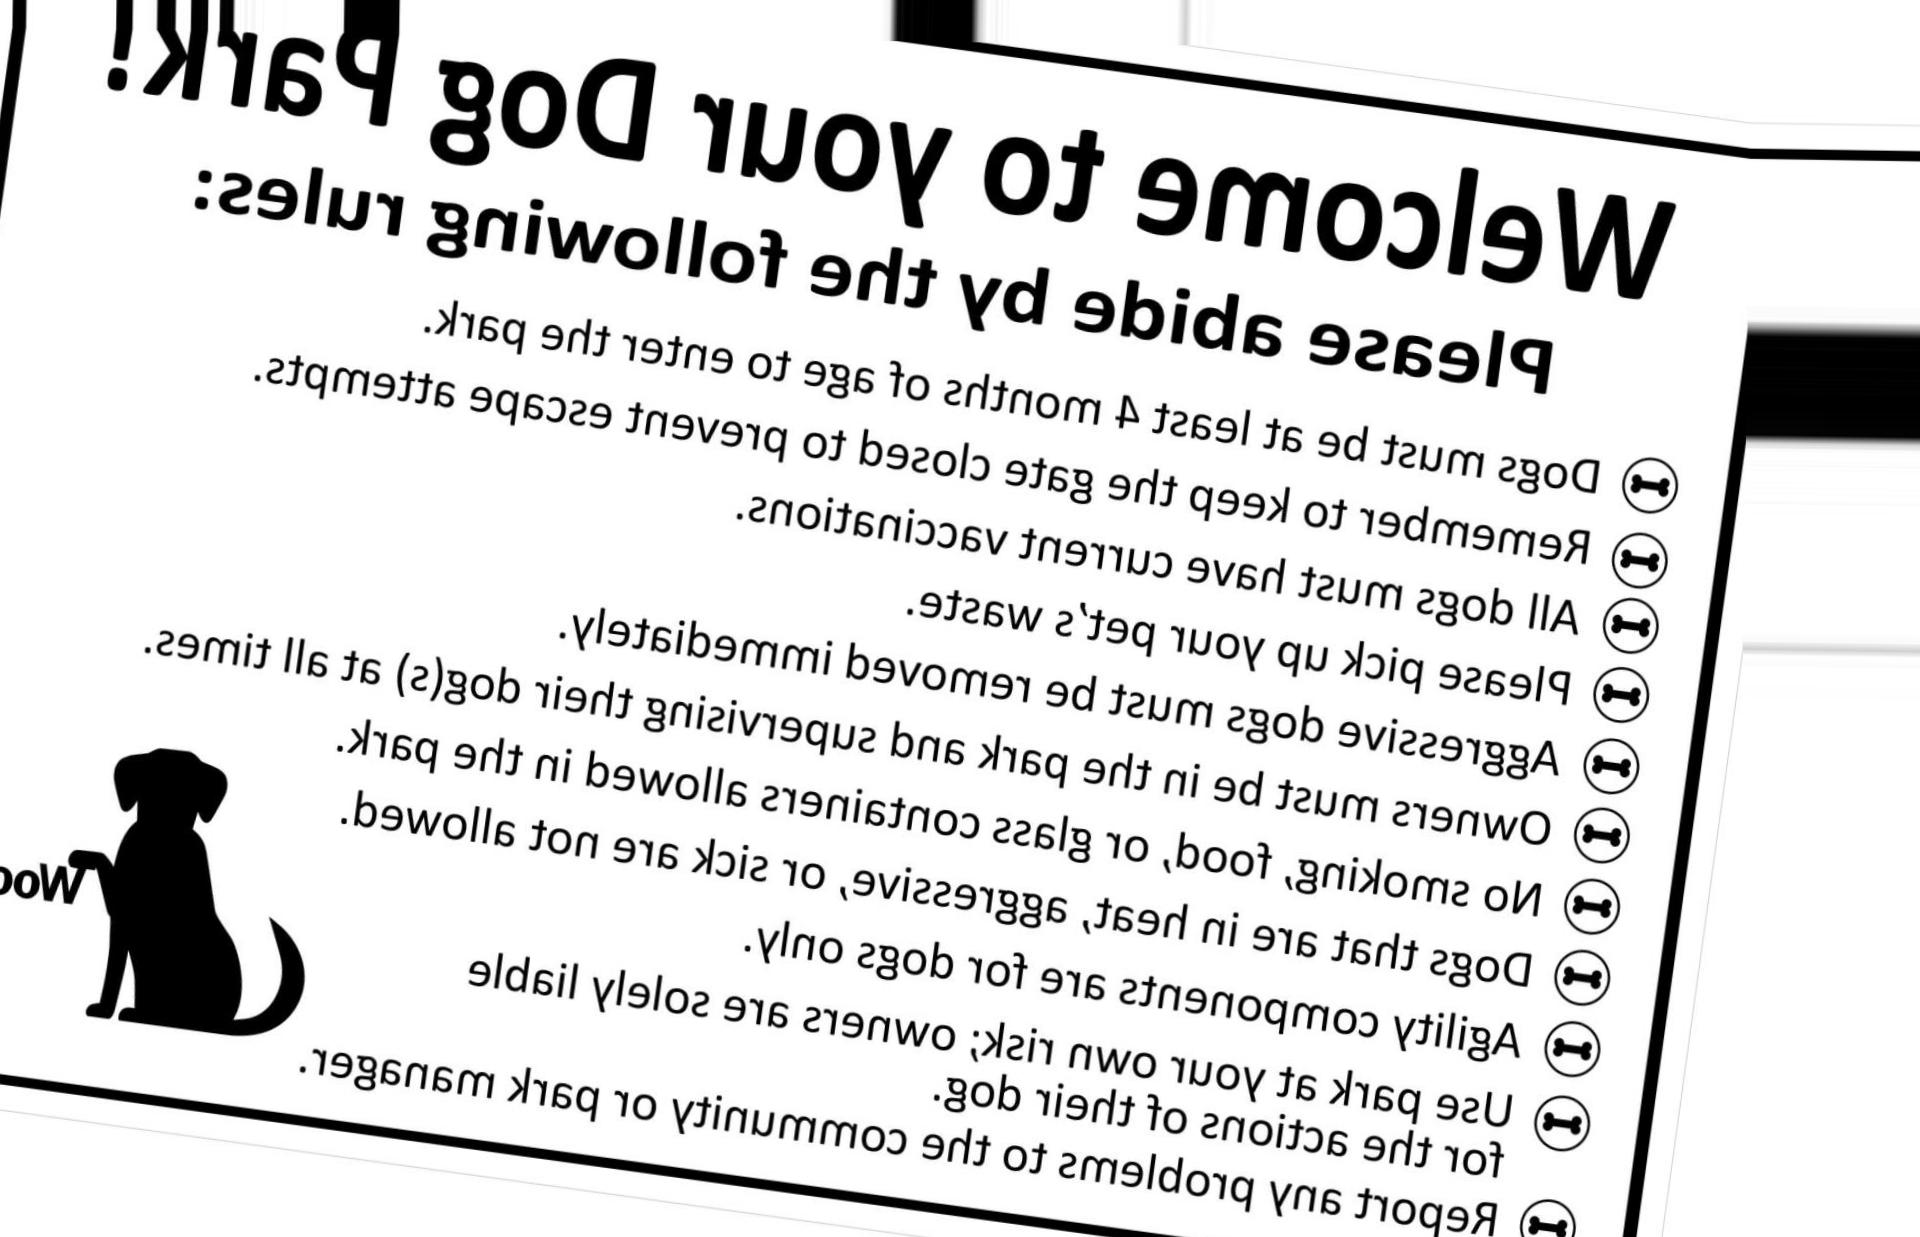 Welcome to your Dog Park!
Please abide by the following rules:
Dogs must be at least 4 months of age to enter the park.
Remember to keep the gate closed to prevent escape attempts.
All dogs must have current vaccinations.
Please pick up your pet's waste.
Aggressive dogs must be removed immediately.
Owners must be in the park and supervising their dog(s) at all times.
No smoking, food, or glass containers allowed in the park.
Dogs that are in heat, aggressive, or sick are not allowed.
Agility components are for dogs only.
Use park at your own risk; owners are solely liable
for the actions of their dog.
Report any problems to the community or park manager.